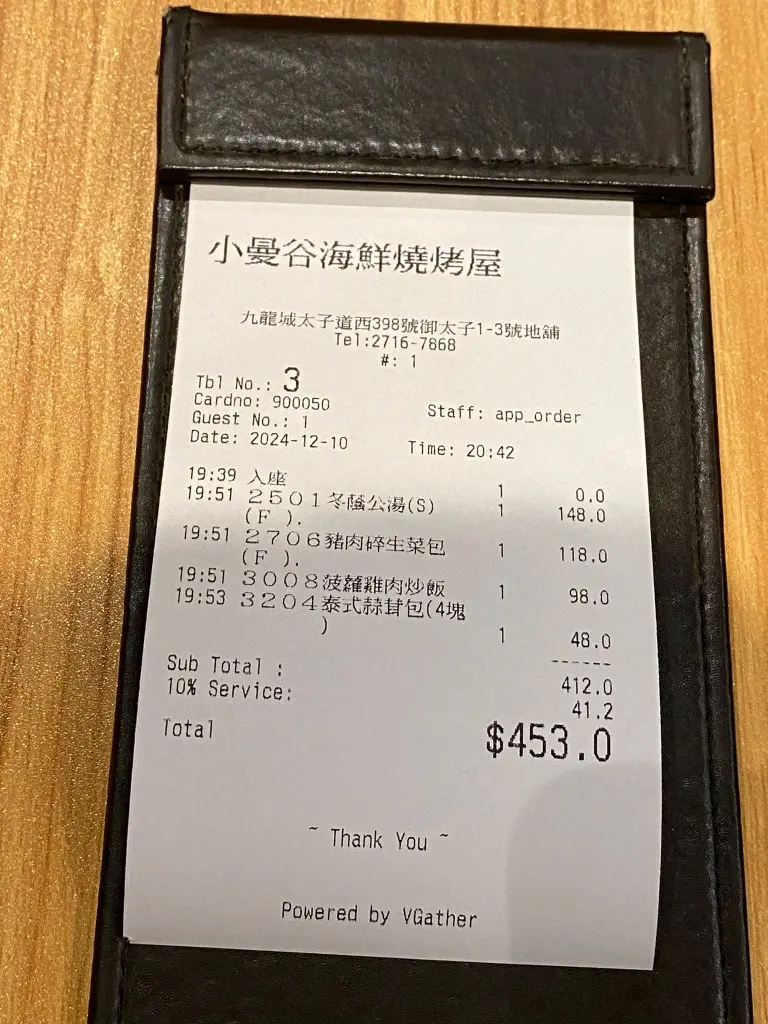 小曼谷海鮮燒烤屋
九龍城太子道西398號御太子1-3號地舖
Tel:2716-7868
#: 1
Tbl No.: 3
Cardno: 900050 Staff: app_order
Guest No.: 1
Date: 2024-12-10 Time: 20:42
19:39 入座 1 0.0
19:51 2501冬蔭公湯(S) 1 148.0
(F ).
19:51 2706豬肉碎生菜包 1 118.0
(F ).
19:51 3008菠蘿雞肉炒飯 1 98.0
19:53 3204泰式蒜茸包(4塊
) 1 48.0
------
Sub Total : 412.0
10% Service: 41.2
Total $453.0
~ Thank You ~
Powered by VGather